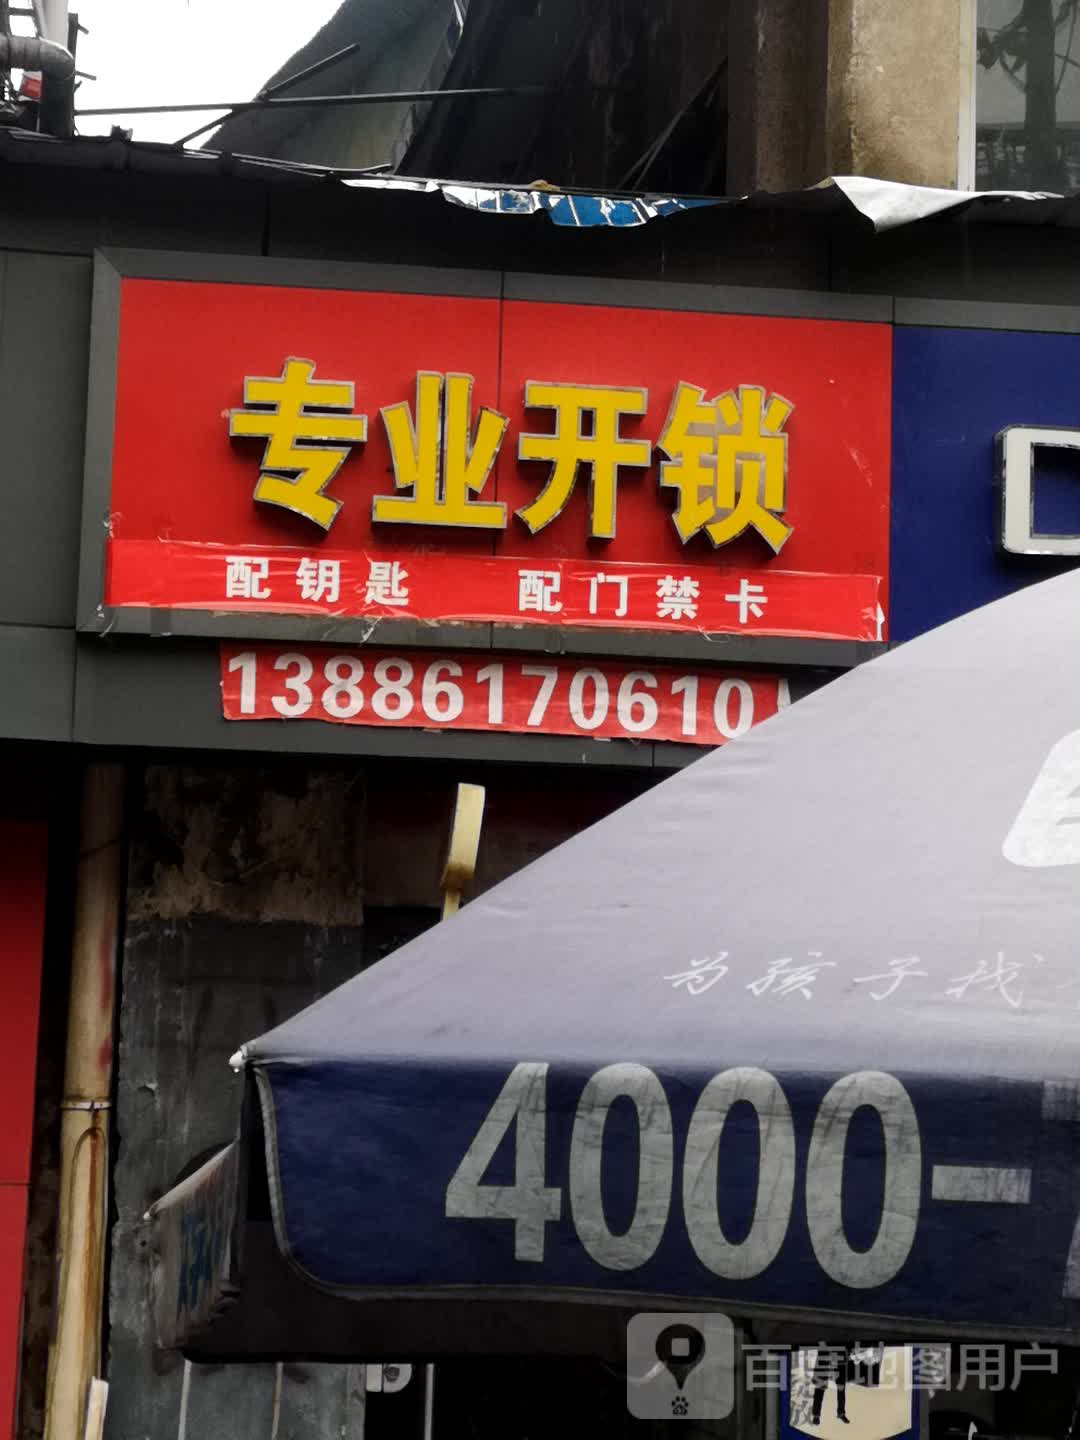 专业开锁
配钥匙 配门禁卡
13886170610
为孩子找
4000-
百度地图用户